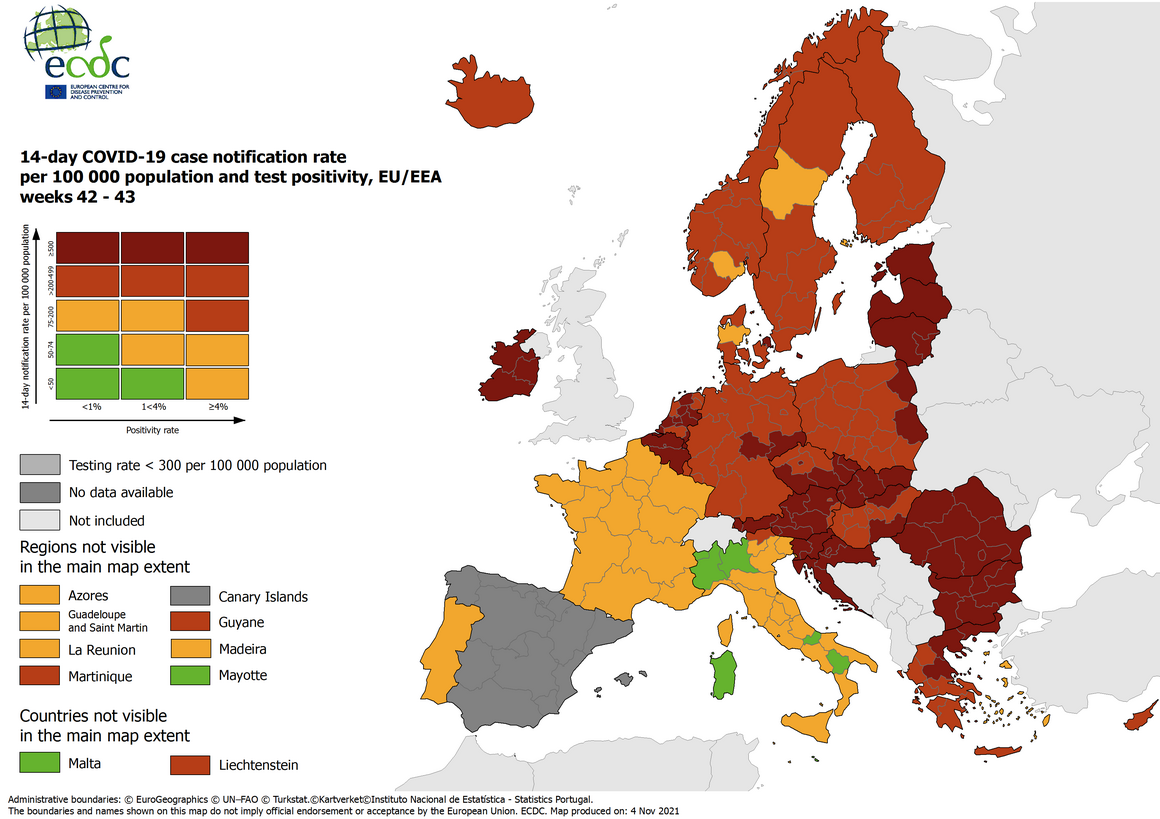 ecdc
EUROPEAN CENTRE FOR
DISEASE PREVENTION
AND CONTROL
14-day COVID-19 case notification rate
per 100 000 population and test positivity, EU/EEA
weeks 42 - 43
14-day notification rate per 100 000 population
≥500
>200-499
75-200
50-74
<50
<1%
1<4%
≥4%
Positivity rate
Testing rate < 300 per 100 000 population
No data available
Not included
Regions not visible
in the main map extent
Azores
Canary Islands
Guadeloupe
and Saint Martin
Guyane
La Reunion
Madeira
Martinique
Mayotte
Countries not visible
in the main map extent
Malta
Liechtenstein
Administrative boundaries: © EuroGeographics © UN–FAO © Turkstat.©Kartverket©Instituto Nacional de Estatística - Statistics Portugal.
The boundaries and names shown on this map do not imply official endorsement or acceptance by the European Union. ECDC. Map produced on: 4 Nov 2021